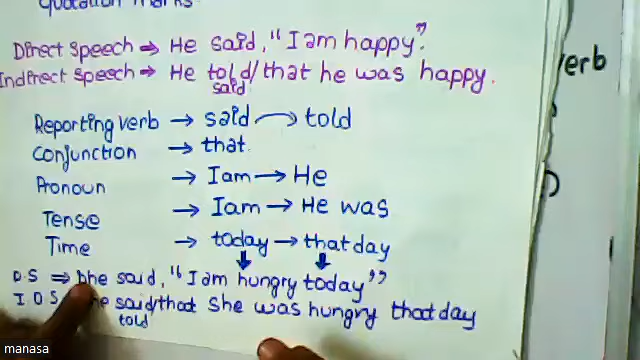 Quotation Marks.
Direct Speech ⇒ He said, "I am happy".
Indirect Speech ⇒ He told/that he was happy.
said
Reporting verb → said → told
Conjunction → that
Pronoun → I am → He
Tense → I am → He was
Time → today → that day
D.S ⇒ She said, "I am hungry today"
I D S said/that She was hungry that day
told
verb
manasa